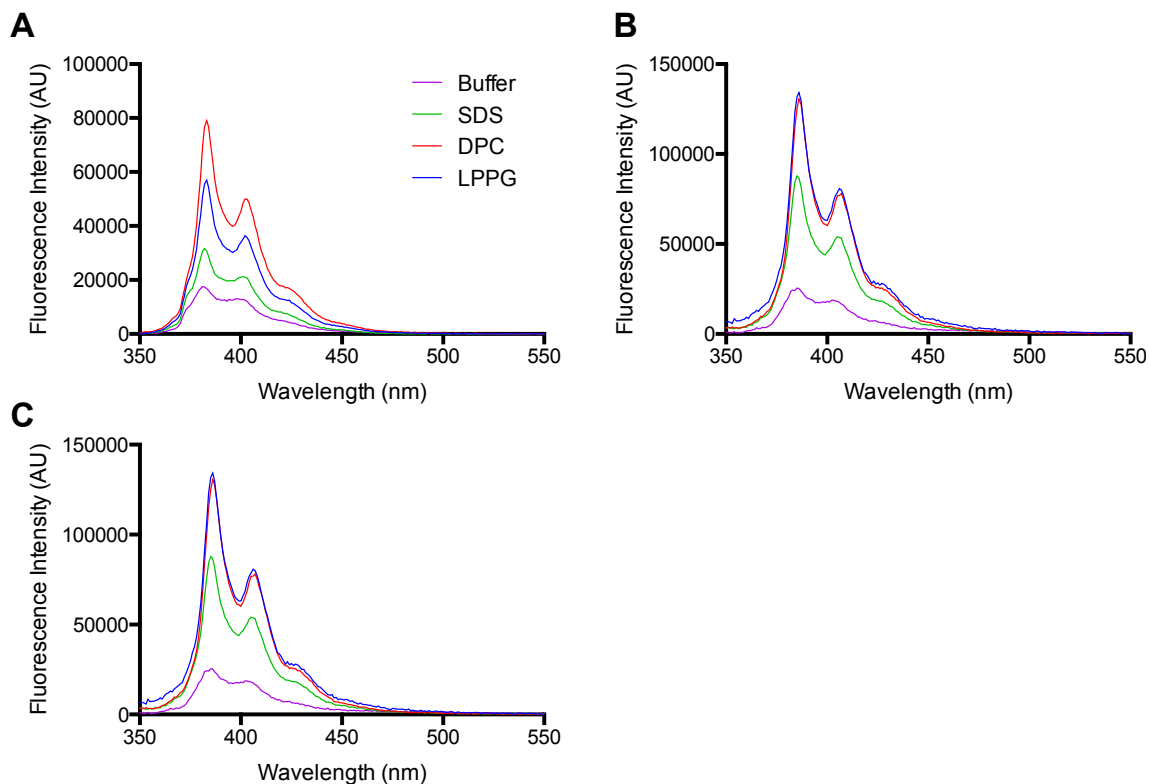 A
Fluorescence Intensity (AU)
100000
80000
60000
40000
20000
0
350 400 450 500 550
Wavelength (nm)
Buffer
SDS
DPC
LPPG
B
Fluorescence Intensity (AU)
150000
100000
50000
0
350 400 450 500 550
Wavelength (nm)
C
Fluorescence Intensity (AU)
150000
100000
50000
0
350 400 450 500 550
Wavelength (nm)